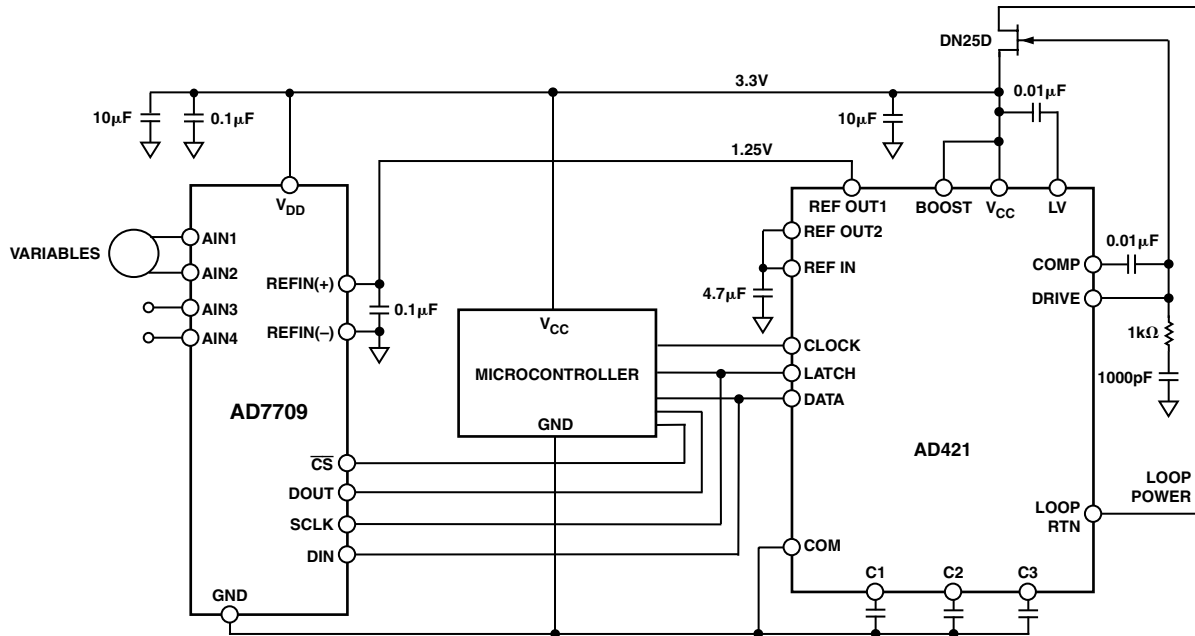 DN25D
3.3V
0.01μF
10μF
0.1μF
10μF
1.25V
VDD
REF OUT1
BOOST
VCC
LV
VARIABLES
AIN1
AIN2
AIN3
AIN4
REFIN(+)
REFIN(–)
0.1μF
AD7709
CS
DOUT
SCLK
DIN
GND
VCC
MICROCONTROLLER
GND
REF OUT2
REF IN
4.7μF
CLOCK
LATCH
DATA
COM
AD421
COMP
DRIVE
0.01μF
1kΩ
1000pF
LOOP
POWER
LOOP
RTN
C1
C2
C3